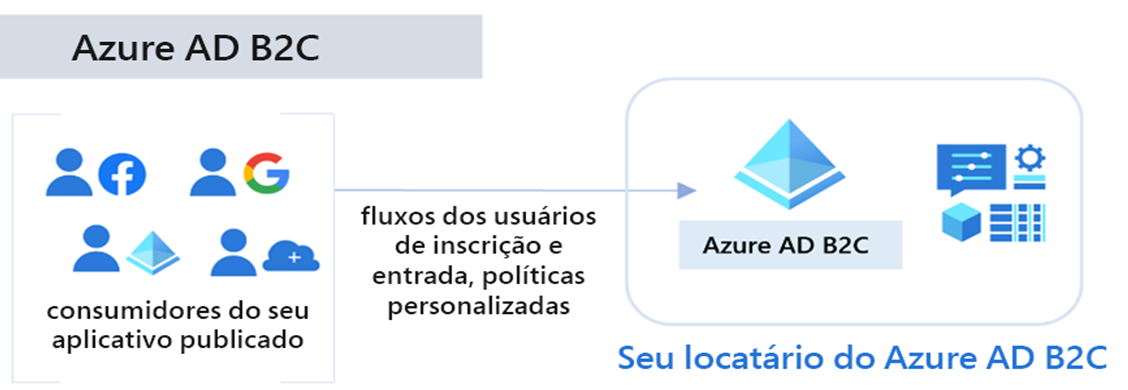 Azure AD B2C
consumidores do seu
aplicativo publicado
fluxos dos usuários
de inscrição e
entrada, políticas
personalizadas
Azure AD B2C
Seu locatário do Azure AD B2C